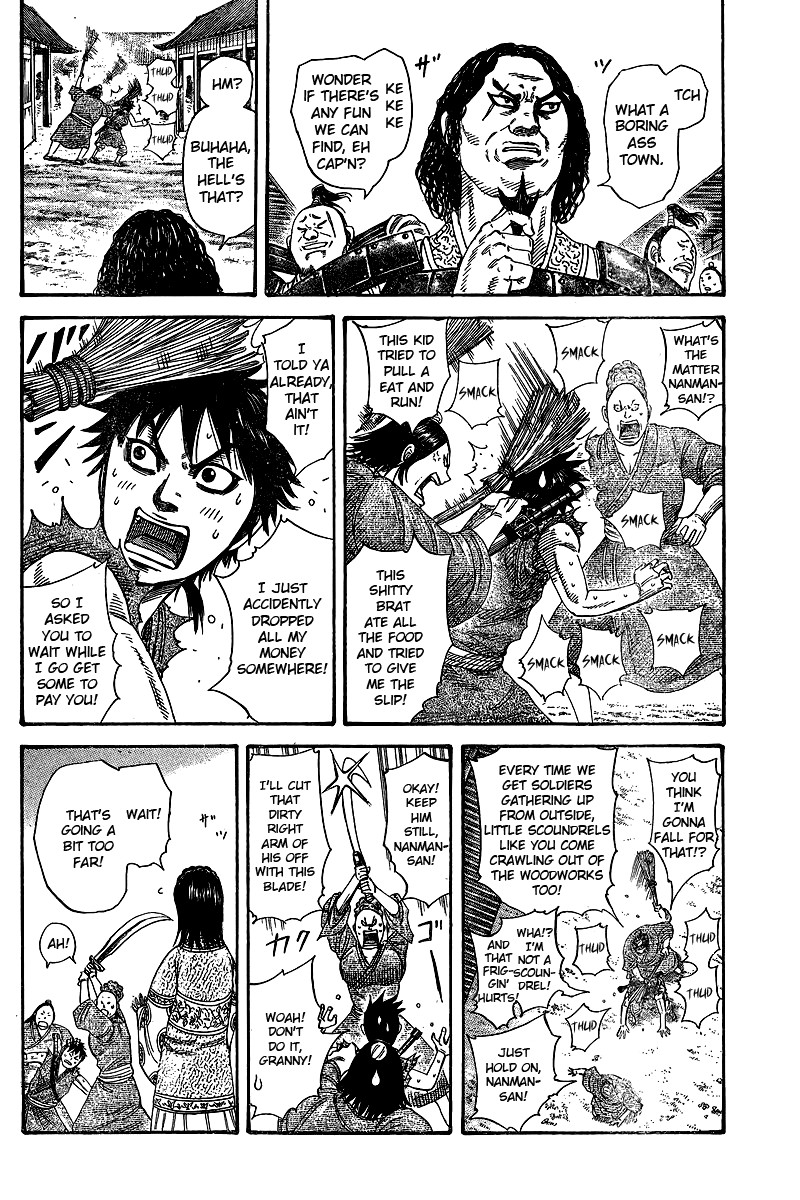 TCH
WHAT A
BORING
ASS
TOWN.
ッ
ザ
KE
KE
KE
WONDER
IF THERE'S
ANY FUN
WE CAN
FIND, EH
CAP'N?
HM?
BUHAHA,
THE
HELL'S
THAT?
THUD
THUD
THUD
WHAT'S
THE
MATTER
NANMAN-
SAN!?
SMACK
SMACK
THIS KID
TRIED TO
PULL A
EAT AND
RUN!
SMACK
SMACK
SMACK
SMACK
THIS
SHITTY
BRAT
ATE ALL
THE FOOD
AND TRIED
TO GIVE
ME THE
SLIP!
I
TOLD YA
ALREADY,
THAT
AIN'T
IT!
I JUST
ACCIDENTLY
DROPPED
ALL MY
MONEY
SOMEWHERE!
SO I
ASKED
YOU TO
WAIT WHILE
I GO GET
SOME TO
PAY YOU!
YOU
THINK
I'M
GONNA
FALL FOR
THAT!?
EVERY TIME WE
GET SOLDIERS
GATHERING UP
FROM OUTSIDE,
LITTLE SCOUNDRELS
LIKE YOU COME
CRAWLING OUT OF
THE WOODWORKS
TOO!
THUD
THUD
THUD
THUD
WHA!?
I'M
NOT A
SCOUN-
DREL!
AND
THAT
FRIG-
GIN'
HURTS!
JUST
HOLD ON,
NANMAN-
SAN!
OKAY!
KEEP
HIM
STILL,
NANMAN-
SAN!
I'LL CUT
THAT
DIRTY
RIGHT
ARM OF
HIS OFF
WITH THIS
BLADE!
ゴー
カク
WOAH!
DON'T
DO IT,
GRANNY!
WAIT!
THAT'S
GOING A
BIT TOO
FAR!
ザッ
AH!